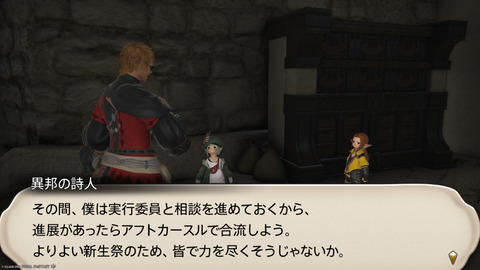 異邦の詩人
その間、僕は実行委員と相談を進めておくから、
進展があったらアフトカースルで合流しよう。
よりよい新生祭のため、皆で力を尽くそうじゃないか。